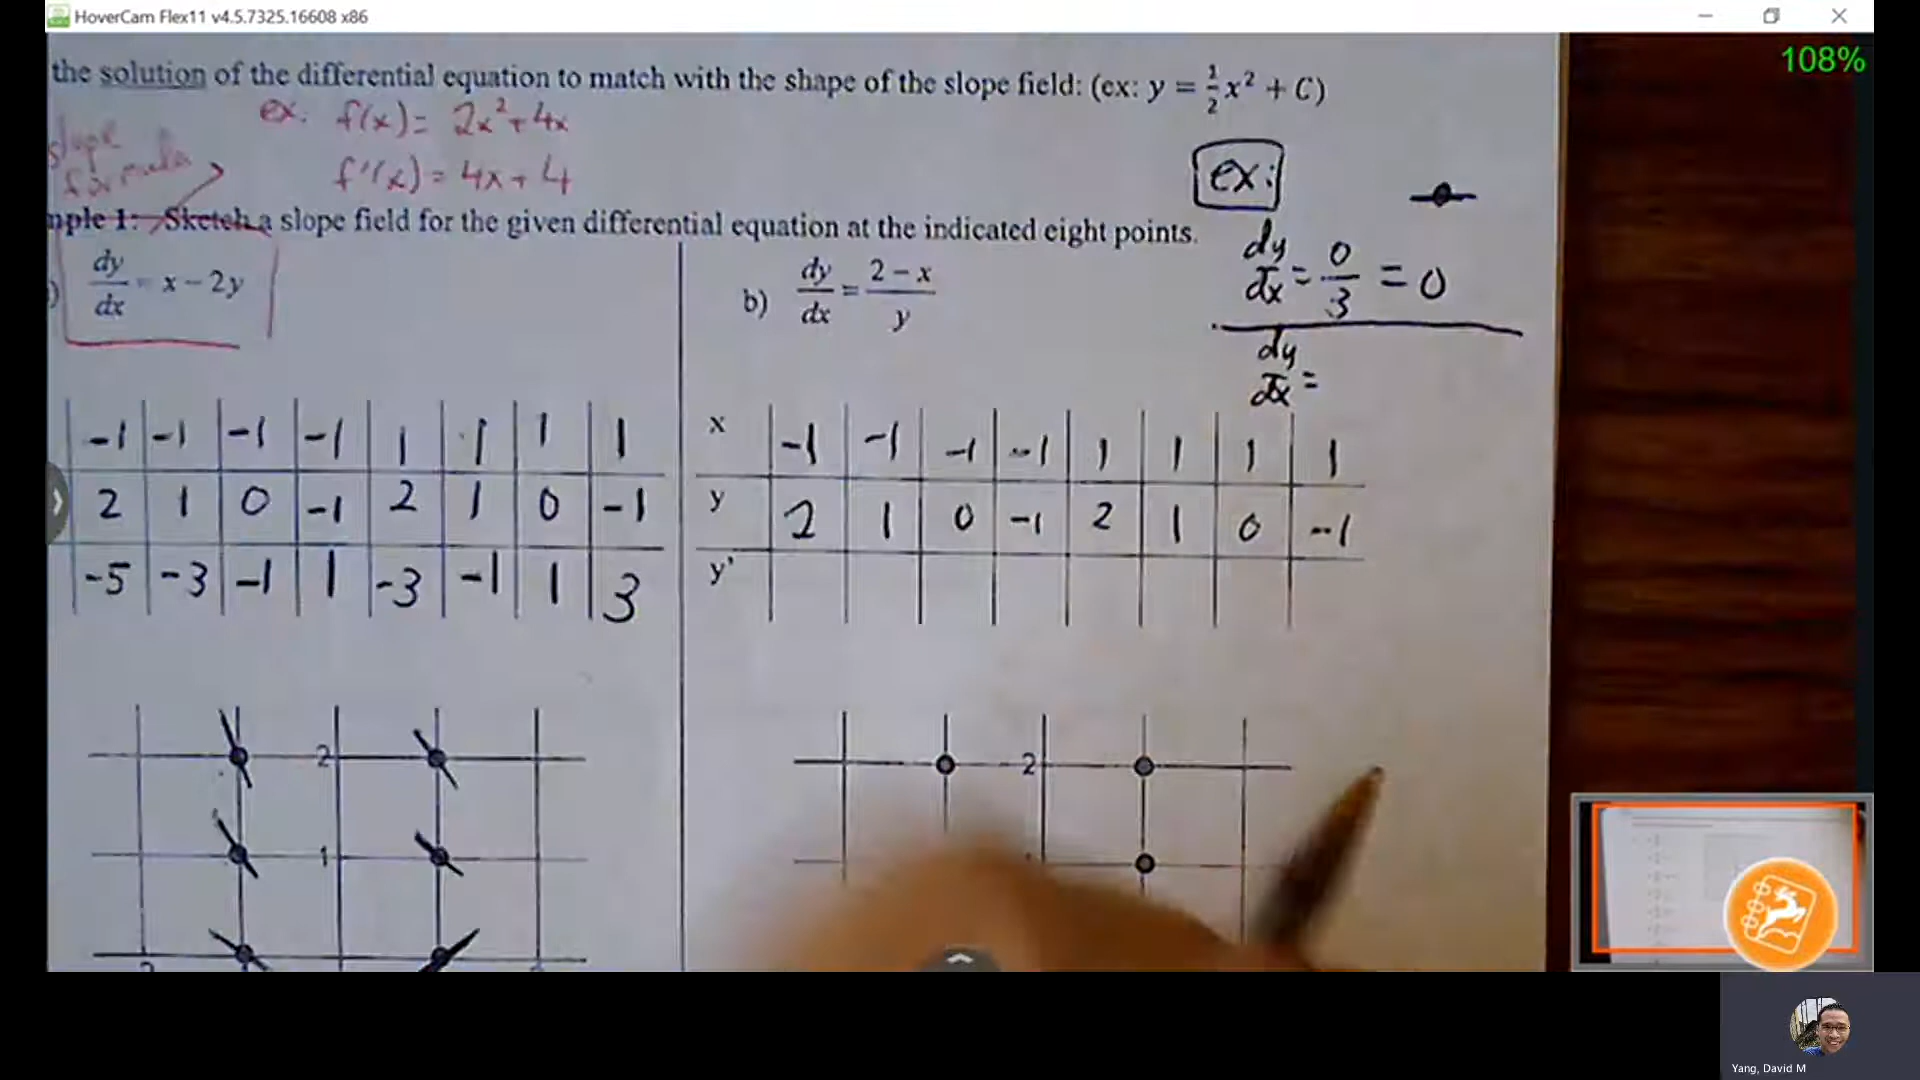 HoverCam Flex11 v4.5.7325.16608 x86
108%
the solution of the differential equation to match with the shape of the slope field: (ex: y = 1/2 x² + C)
ex. f(x) = 2x² + 4x
slope
formula
f'(x) = 4x + 4
ex:
mple 1: Sketch a slope field for the given differential equation at the indicated eight points.
) dy/dx = x - 2y
b) dy/dx = (2 - x)/y
dy/dx = 0/3 = 0
dy/dx =
-1 -1 -1 -1 1 1 1 1
2 1 0 -1 2 1 0 -1
-5 -3 -1 1 -3 -1 1 3
x -1 -1 -1 -1 1 1 1 1
y 2 1 0 -1 2 1 0 -1
y'
2
1
2
Yang, David M